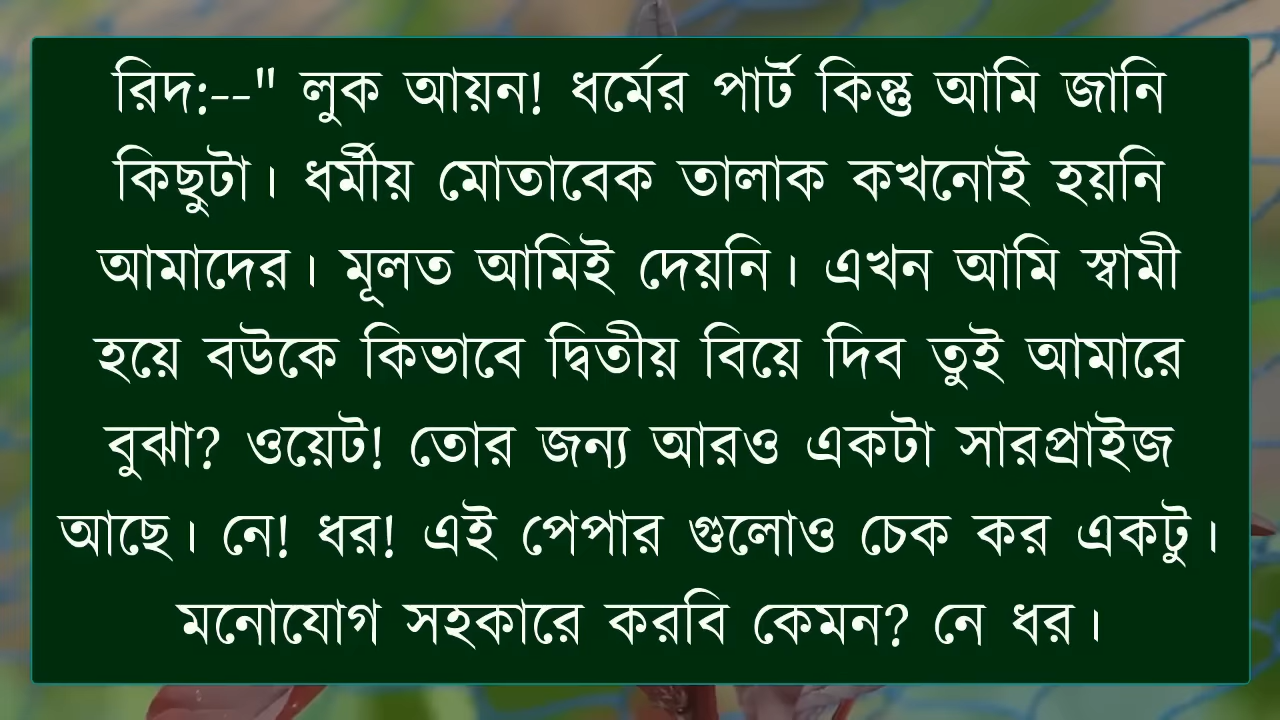 রিদ:--" লুক আয়ন! ধর্মের পার্ট কিন্তু আমি জানি
কিছুটা। ধর্মীয় মোতাবেক তালাক কখনোই হয়নি
আমাদের। মূলত আমিই দেয়নি। এখন আমি স্বামী
হয়ে বউকে কিভাবে দ্বিতীয় বিয়ে দিব তুই আমারে
বুঝা? ওয়েট! তোর জন্য আরও একটা সারপ্রাইজ
আছে। নে! ধর! এই পেপার গুলোও চেক কর একটু।
মনোযোগ সহকারে করবি কেমন? নে ধর।